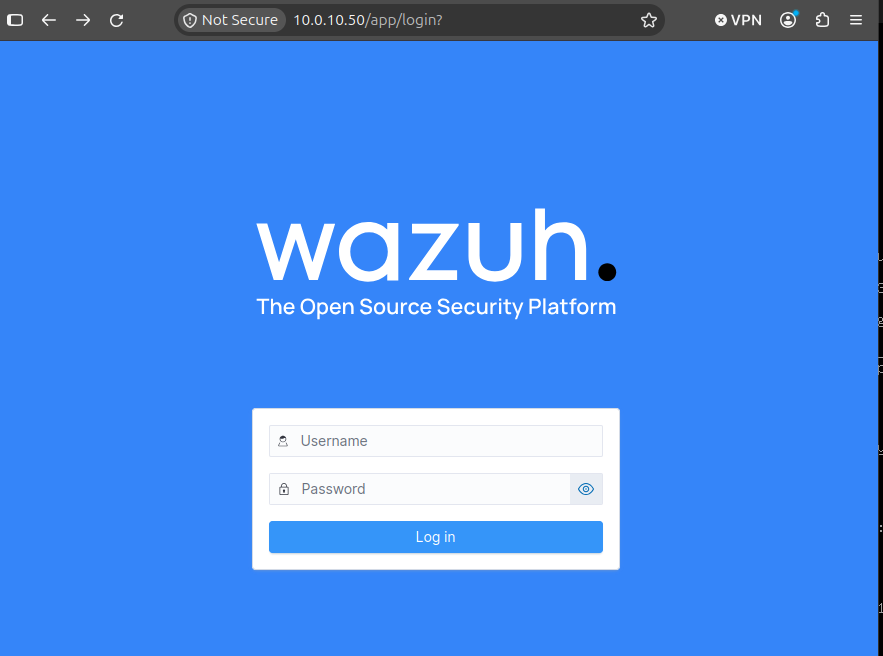 Not Secure 10.0.10.50/app/login? VPN
wazuh.
The Open Source Security Platform
Username
Password
Log in